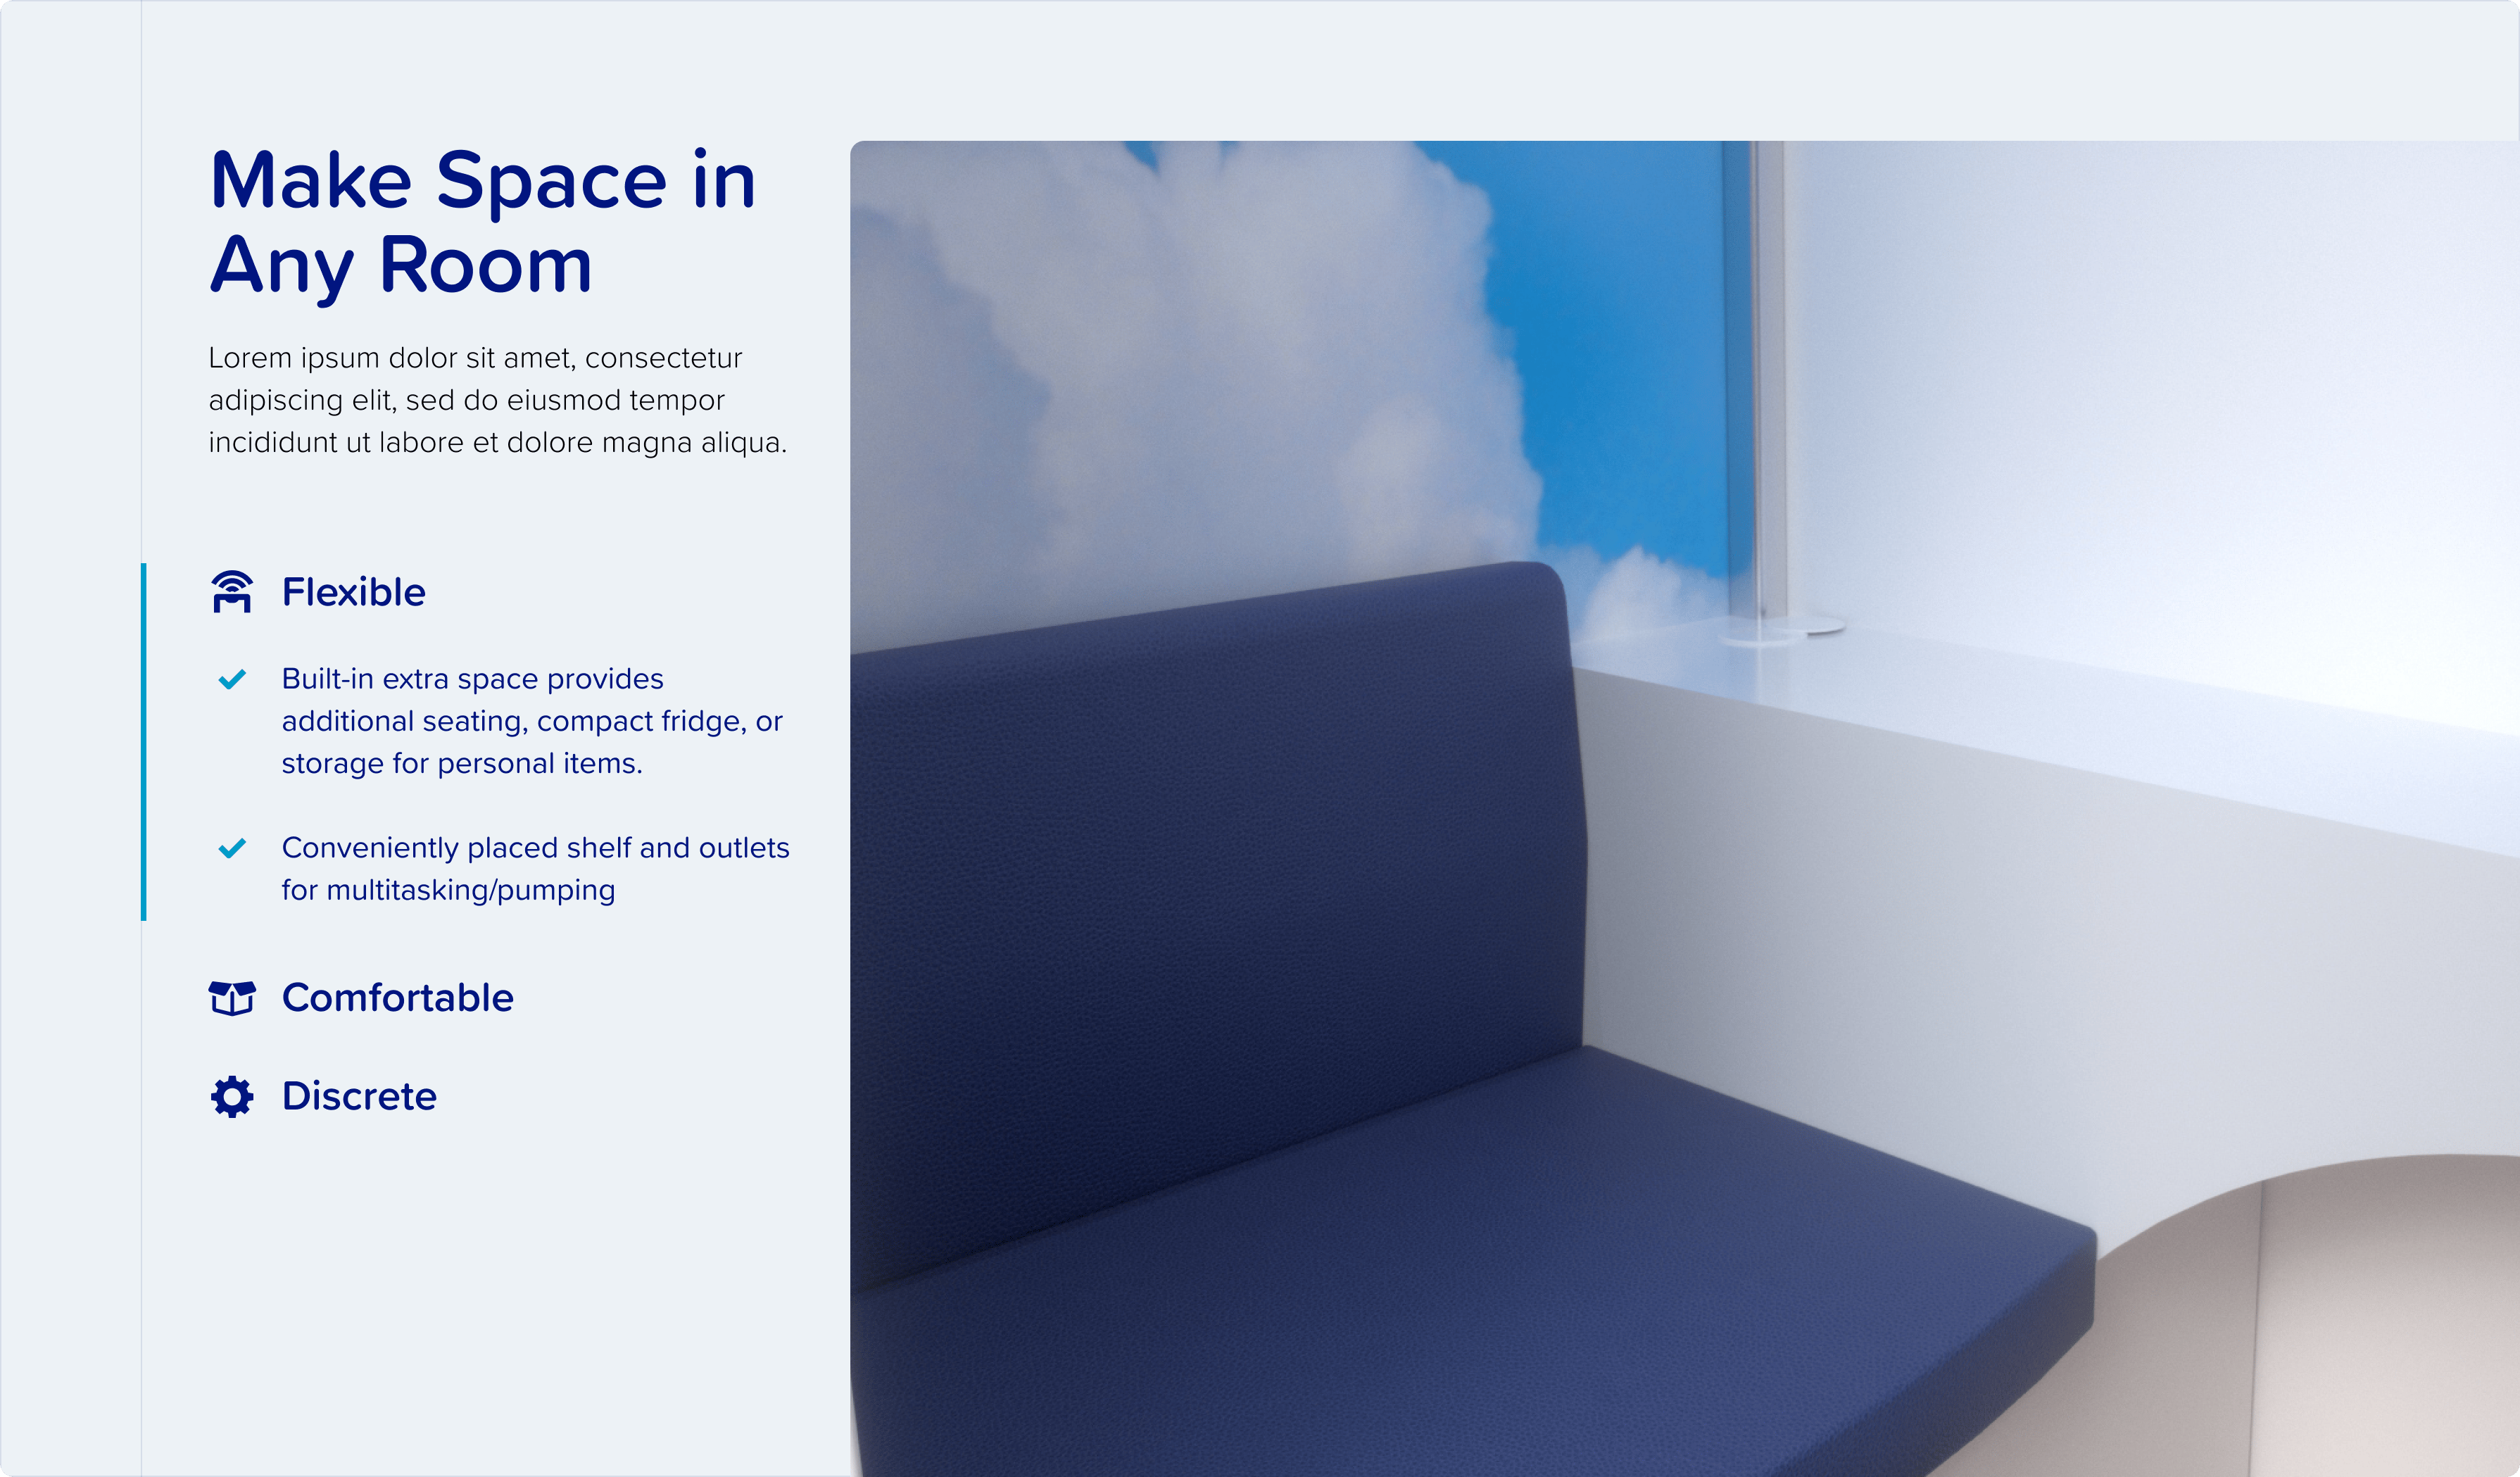 Make Space in
Any Room
Lorem ipsum dolor sit amet, consectetur
adipiscing elit, sed do eiusmod tempor
incididunt ut labore et dolore magna aliqua.
Flexible
Built-in extra space provides
additional seating, compact fridge, or
storage for personal items.
Conveniently placed shelf and outlets
for multitasking/pumping
Comfortable
Discrete